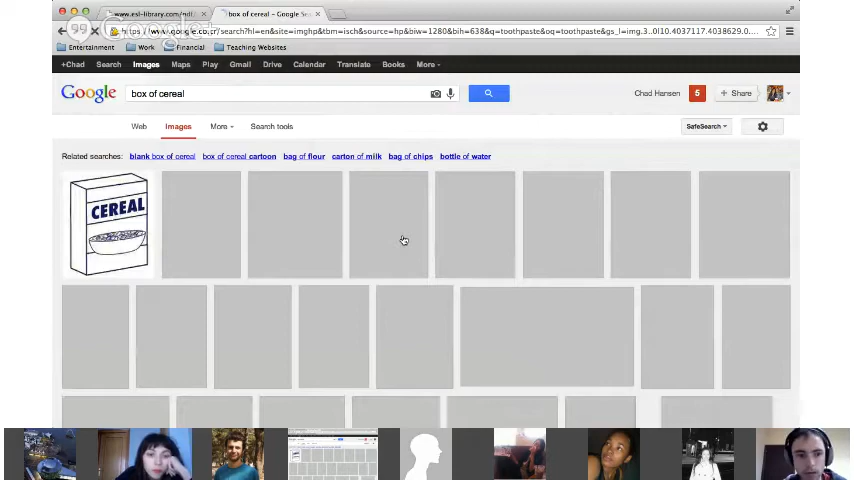 www.esl-library.com/ndf
box of cereal - Google Se
99
Google+
https://www.google.co.cr/search?hl=en&site=imghp&tbm=isch&source=hp&biw=1280&bih=638&q=toothpaste&oq=toothpaste&gs_l=img.3..0l10.4037117.4038629.0.
Entertainment Work Financial Teaching Websites
+Chad Search Images Maps Play Gmail Drive Calendar Translate Books More
Google box of cereal Chad Hansen 5 + Share
Web Images More Search tools SafeSearch
Related searches: blank box of cereal box of cereal cartoon bag of flour carton of milk bag of chips bottle of water
CEREAL